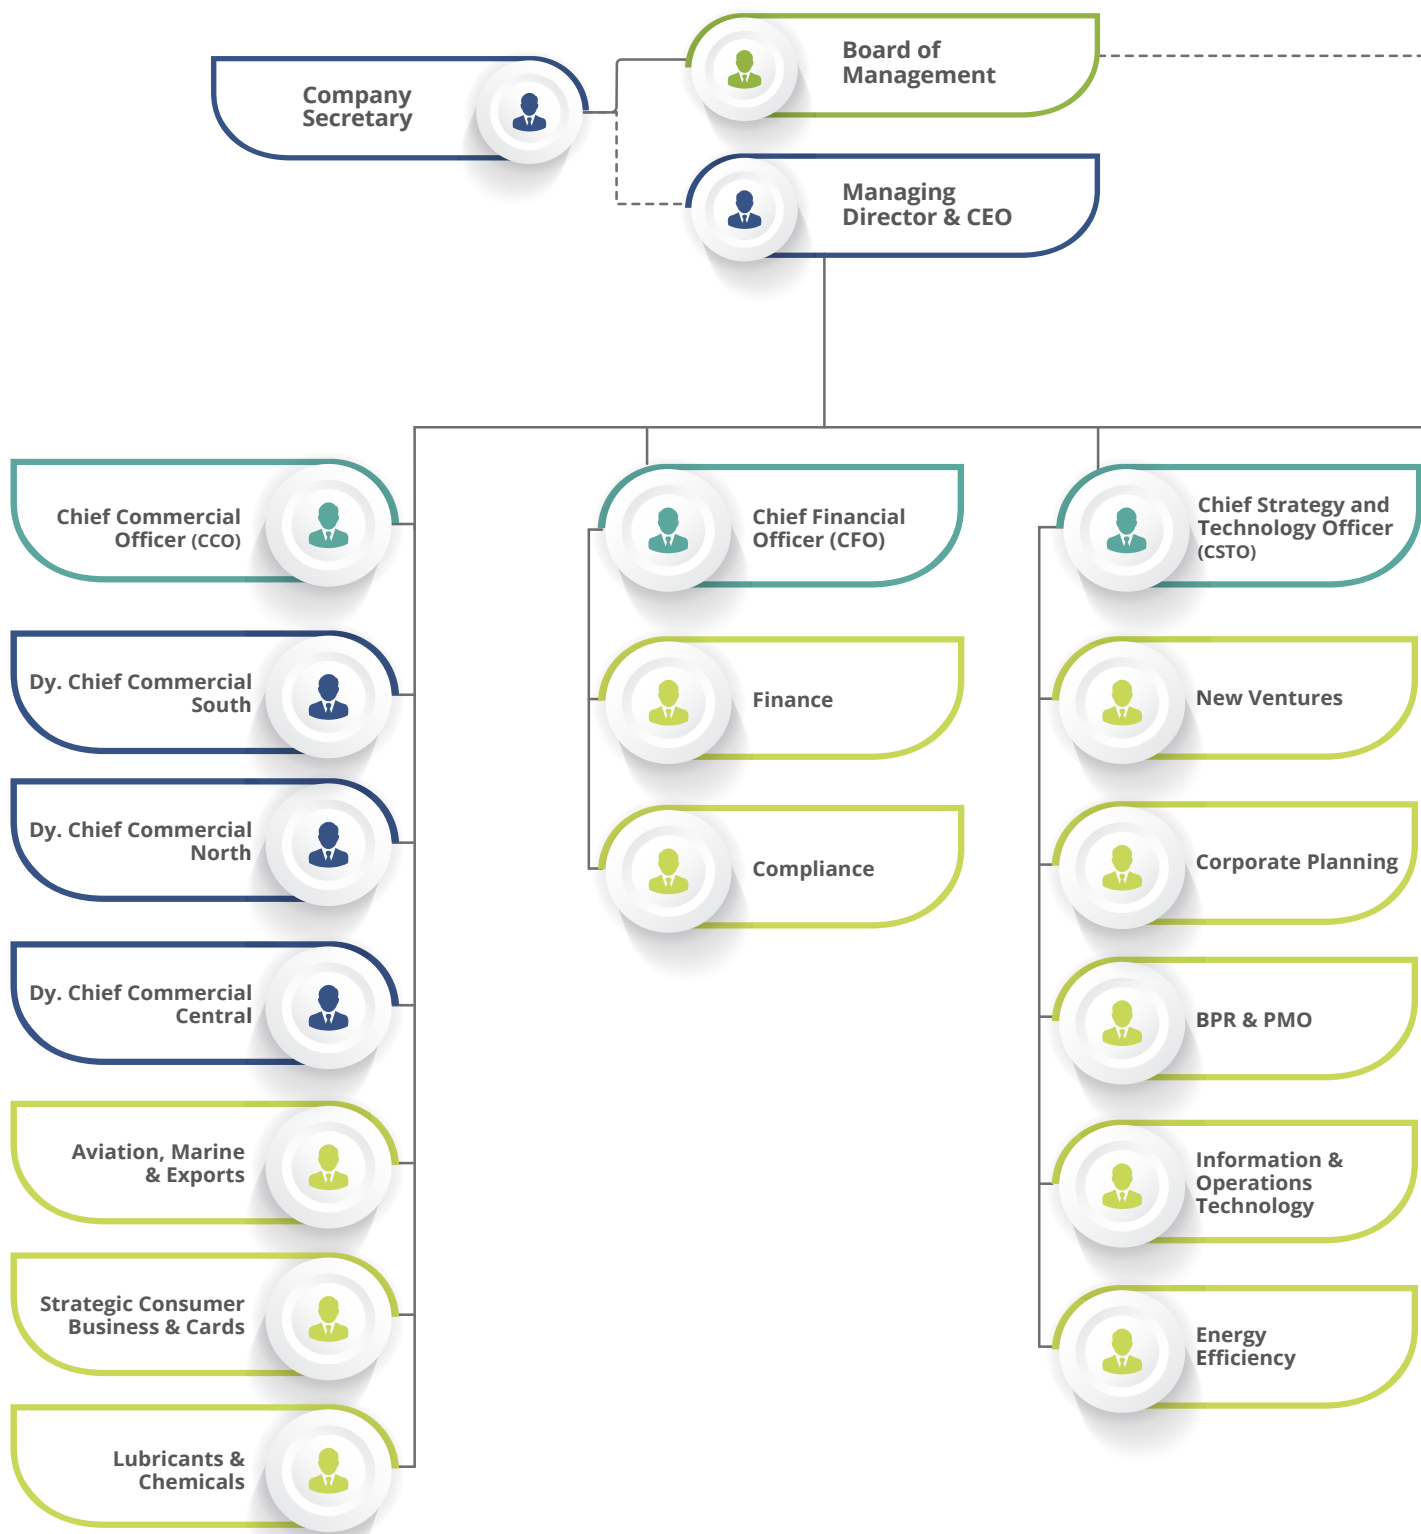 Board of
Management
Company
Secretary
Managing
Director & CEO
Chief Commercial
Officer (CCO)
Dy. Chief Commercial
South
Dy. Chief Commercial
North
Dy. Chief Commercial
Central
Aviation, Marine
& Exports
Strategic Consumer
Business & Cards
Lubricants &
Chemicals
Chief Financial
Officer (CFO)
Finance
Compliance
Chief Strategy and
Technology Officer
(CSTO)
New Ventures
Corporate Planning
BPR & PMO
Information &
Operations
Technology
Energy
Efficiency